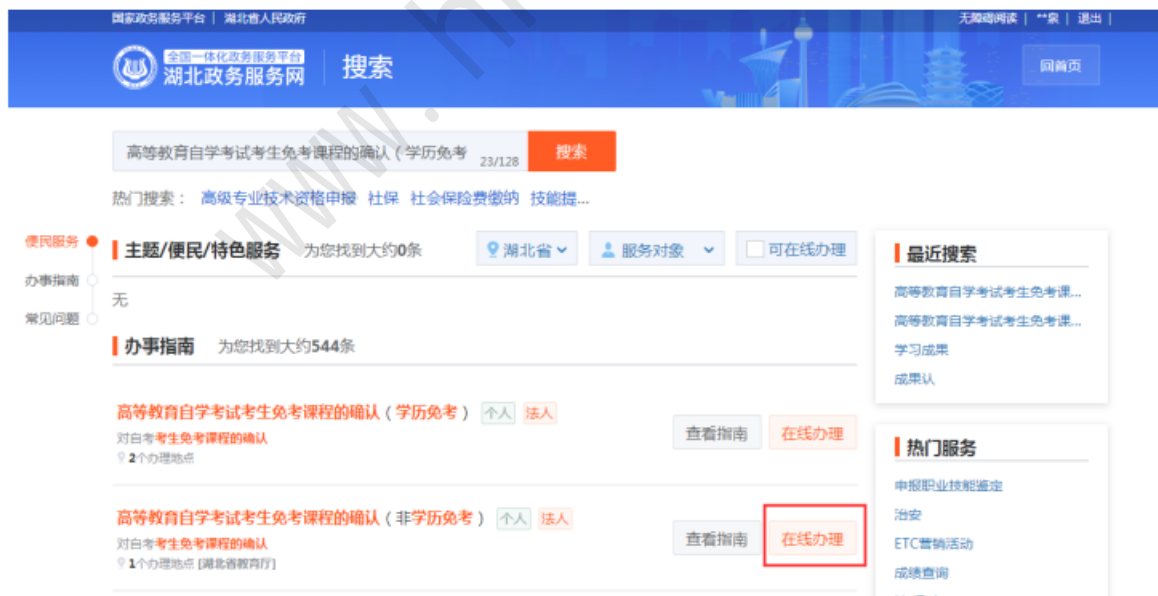 国家政务服务平台 | 湖北省人民政府
无障碍阅读 | **泉 | 退出 |
全国一体化政务服务平台
湖北政务服务网
搜索
回首页
高等教育自学考试考生免考课程的确认（学历免考
23/128
搜索
热门搜索： 高级专业技术资格申报 社保 社会保险费缴纳 技能提...
便民服务
办事指南
常见问题
主题/便民/特色服务 为您找到大约0条
湖北省
服务对象
可在线办理
无
办事指南 为您找到大约544条
高等教育自学考试考生免考课程的确认（学历免考） 个人 法人
对自考考生免考课程的确认
2个办理地点
查看指南 在线办理
高等教育自学考试考生免考课程的确认（非学历免考） 个人 法人
对自考考生免考课程的确认
1个办理地点 [湖北省教育厅]
查看指南 在线办理
最近搜索
高等教育自学考试考生免考课...
高等教育自学考试考生免考课...
学习成果
成果认
热门服务
申报职业技能鉴定
治安
ETC营销活动
成绩查询
www.h